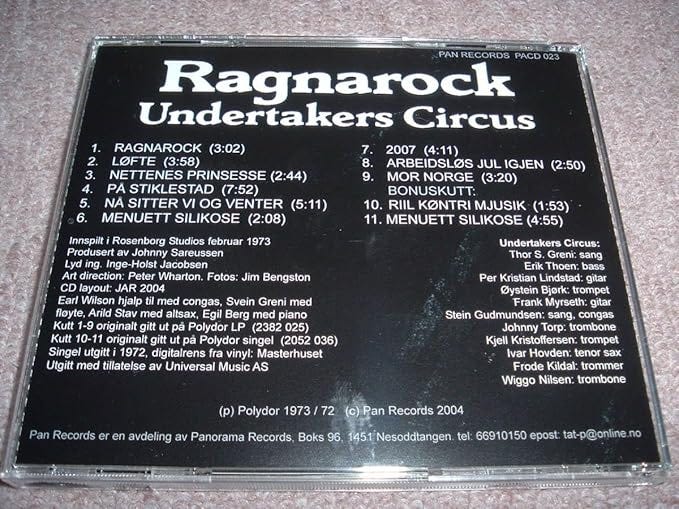 PAN RECORDS PACD 023
Ragnarock
Undertakers Circus
1. RAGNAROCK (3:02)
2. LØFTE (3:58)
3. NETTENES PRINSESSE (2:44)
4. PÅ STIKLESTAD (7:52)
5. NÅ SITTER VI OG VENTER (5:11)
6. MENUETT SILIKOSE (2:08)
7. 2007 (4:11)
8. ARBEIDSLØS JUL IGJEN (2:50)
9. MOR NORGE (3:20)
BONUSKUTT:
10. RIIL KØNTRI MJUSIK (1:53)
11. MENUETT SILIKOSE (4:55)
Innspilt i Rosenborg Studios februar 1973
Produsert av Johnny Sareussen
Lyd ing. Inge-Holst Jacobsen
Art direction: Peter Wharton. Fotos: Jim Bengston
CD layout: JAR 2004
Earl Wilson hjalp til med congas, Svein Greni med
fløyte, Arild Stav med altsax, Egil Berg med piano
Kutt 1-9 originalt gitt ut på Polydor LP (2382 025)
Kutt 10-11 originalt gitt ut på Polydor singel (2052 036)
Singel utgitt i 1972, digitalrens fra vinyl: Masterhuset
Utgitt med tillatelse av Universal Music AS
Undertakers Circus:
Thor S. Greni: sang
Erik Thoen: bass
Per Kristian Lindstad: gitar
Øystein Bjørk: trompet
Frank Myrseth: gitar
Stein Gudmundsen: sang, congas
Johnny Torp: trombone
Kjell Kristoffersen: trompet
Ivar Hovden: tenor sax
Frode Kildal: trommer
Wiggo Nilsen: trombone
(p) Polydor 1973 / 72 (c) Pan Records 2004
Pan Records er en avdeling av Panorama Records, Boks 96, 1451 Nesoddtangen. tel: 66910150 epost: tat-p@online.no